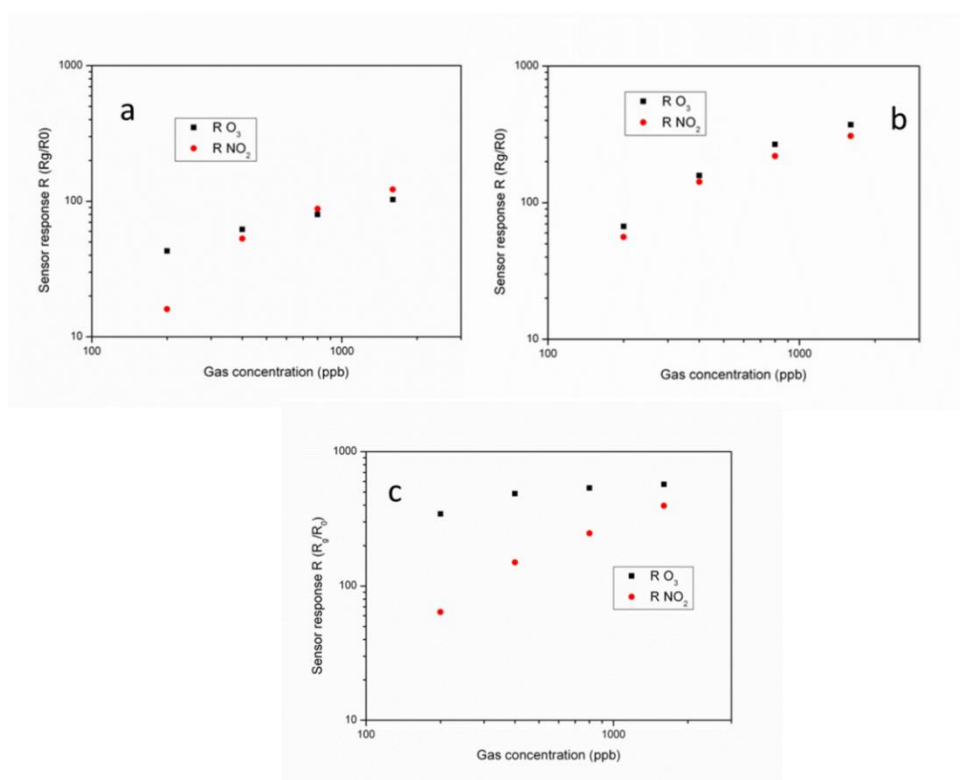 a
R O₃
R NO₂
1000
100
10
Sensor response R (Rg/R0)
100
1000
Gas concentration (ppb)
b
R O₃
R NO₂
1000
100
10
Sensor response R (Rg/R0)
100
1000
Gas concentration (ppb)
c
R O₃
R NO₂
1000
100
10
Sensor response R (R₉/R₀)
100
1000
Gas concentration (ppb)